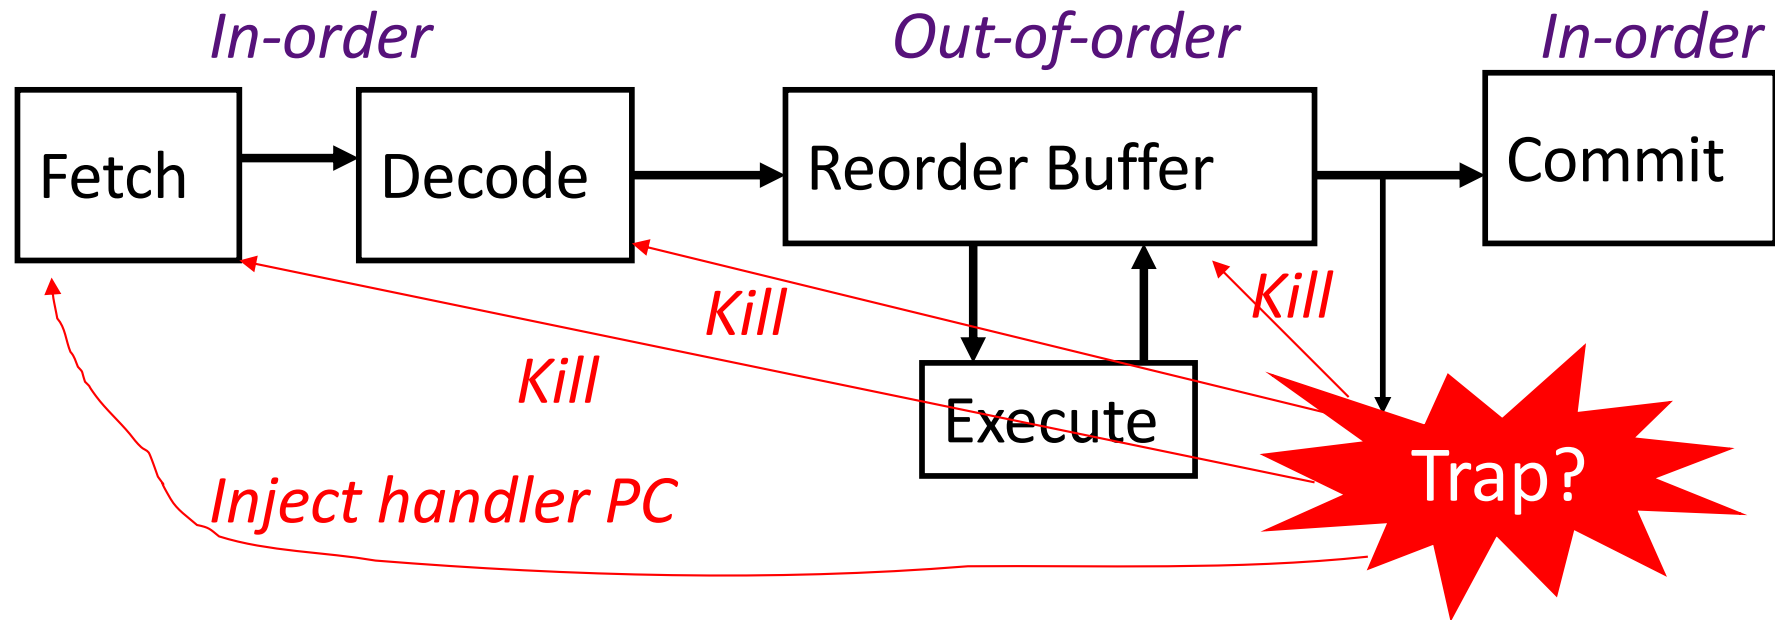 In-order
Out-of-order
In-order
Fetch
Decode
Reorder Buffer
Commit
Kill
Kill
Kill
Execute
Trap?
Inject handler PC